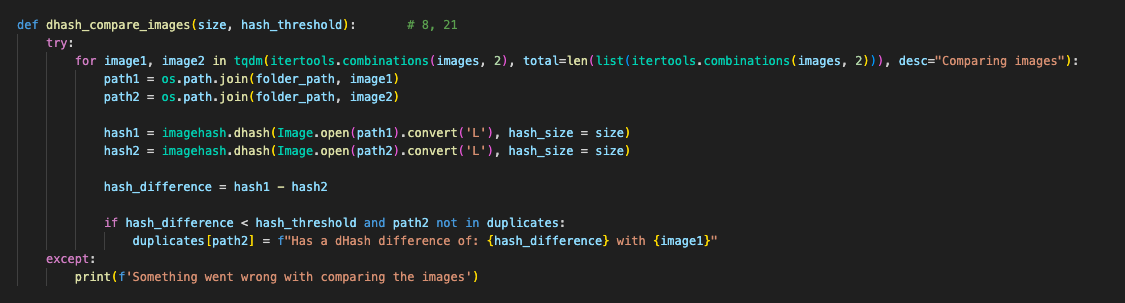 def dhash_compare_images(size, hash_threshold):       # 8, 21
    try:
        for image1, image2 in tqdm(itertools.combinations(images, 2), total=len(list(itertools.combinations(images, 2))), desc="Comparing images"):
            path1 = os.path.join(folder_path, image1)
            path2 = os.path.join(folder_path, image2)

            hash1 = imagehash.dhash(Image.open(path1).convert('L'), hash_size = size)
            hash2 = imagehash.dhash(Image.open(path2).convert('L'), hash_size = size)

            hash_difference = hash1 - hash2

            if hash_difference < hash_threshold and path2 not in duplicates:
                duplicates[path2] = f"Has a dHash difference of: {hash_difference} with {image1}"
    except:
        print(f'Something went wrong with comparing the images')